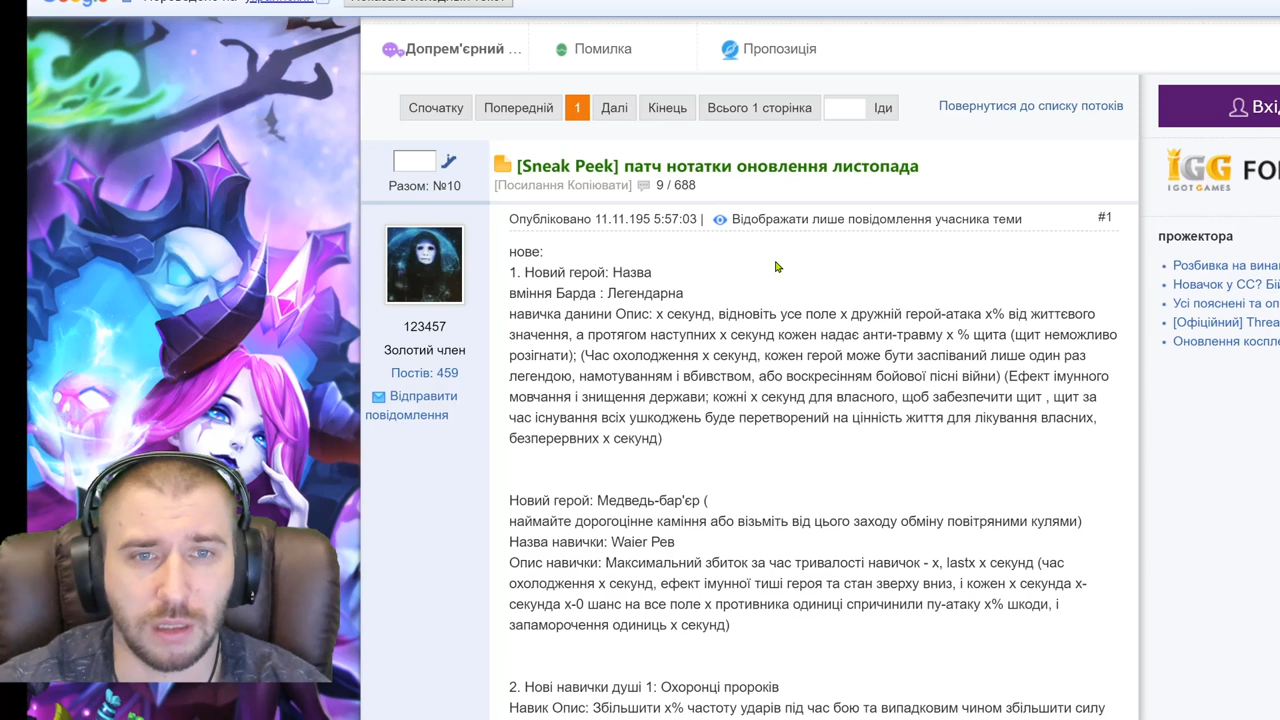 Допрем'єрний ...
Помилка
Пропозиція
Спочатку
Попередній
1
Далі
Кінець
Всього 1 сторінка
Іди
Повернутися до списку потоків
Разом: №10
[Sneak Peek] патч нотатки оновлення листопада
[Посилання Копіювати] 9 / 688
Опубліковано 11.11.195 5:57:03 | Відображати лише повідомлення учасника теми
#1
123457
Золотий член
Постів: 459
Відправити
повідомлення
нове:
1. Новий герой: Назва
вміння Барда : Легендарна
навичка данини Опис: x секунд, відновіть усе поле x дружній герой-атака x% від життєвого
значення, а протягом наступних x секунд кожен надає анти-травму x % щита (щит неможливо
розігнати); (Час охолодження x секунд, кожен герой може бути заспіваний лише один раз
легендою, намотуванням і вбивством, або воскресінням бойової пісні війни) (Ефект імунного
мовчання і знищення держави; кожні x секунд для власного, щоб забезпечити щит , щит за
час існування всіх ушкоджень буде перетворений на цінність життя для лікування власних,
безперервних x секунд)
Новий герой: Медведь-бар'єр (
наймайте дорогоцінне каміння або візьміть від цього заходу обміну повітряними кулями)
Назва навички: Waier Рев
Опис навички: Максимальний збиток за час тривалості навичок - x, lastx x секунд (час
охолодження x секунд, ефект імунної тиші героя та стан зверху вниз, і кожен x секунда x-
секунда x-0 шанс на все поле x противника одиниці спричинили пу-атаку x% шкоди, і
запаморочення одиниць x секунд)
2. Нові навички душі 1: Охоронці пророків
Навик Опис: Збільшити x% частоту ударів під час бою та випадковим чином збільшити силу
Вхі
IGG
IGOTGAMES
FO
прожектора
Розбивка на вина
Новачок у СС? Бі
Усі пояснені та оп
[Офіційний] Threa
Оновлення коспле